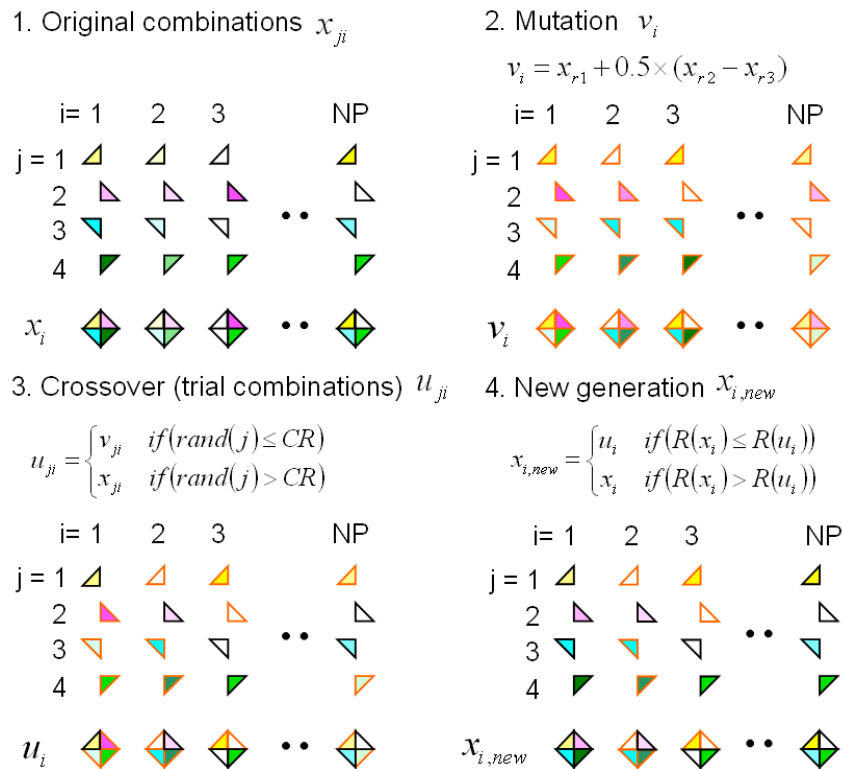 1. Original combinations x_ji
i= 1 2 3 NP
j = 1
2
3
4
x_i
2. Mutation v_i
v_i = x_r1 + 0.5 × (x_r2 − x_r3)
i= 1 2 3 NP
j = 1
2
3
4
v_i
3. Crossover (trial combinations) u_ji
u_ji = { v_ji if(rand(j) ≤ CR)
x_ji if(rand(j) > CR)
i= 1 2 3 NP
j = 1
2
3
4
u_i
4. New generation x_i,new
x_i,new = { u_i if(R(x_i) ≤ R(u_i))
x_i if(R(x_i) > R(u_i))
i= 1 2 3 NP
j = 1
2
3
4
x_i,new